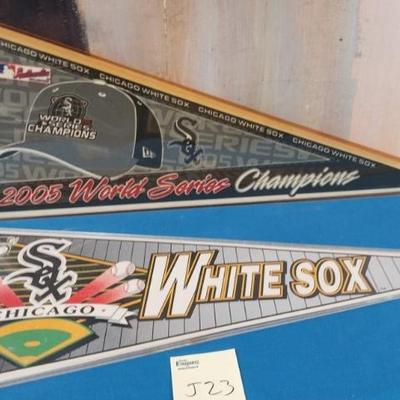 CHICAGO WHITE SOX CHICAGO WHITE SOX CHICAGO WHITE SOX CHICAGO WHITE SOX
Sox
WORLD
SERIES
CHAMPIONS
Sox
2005 World Series Champions
Sox
CHICAGO
WHITE SOX
J23